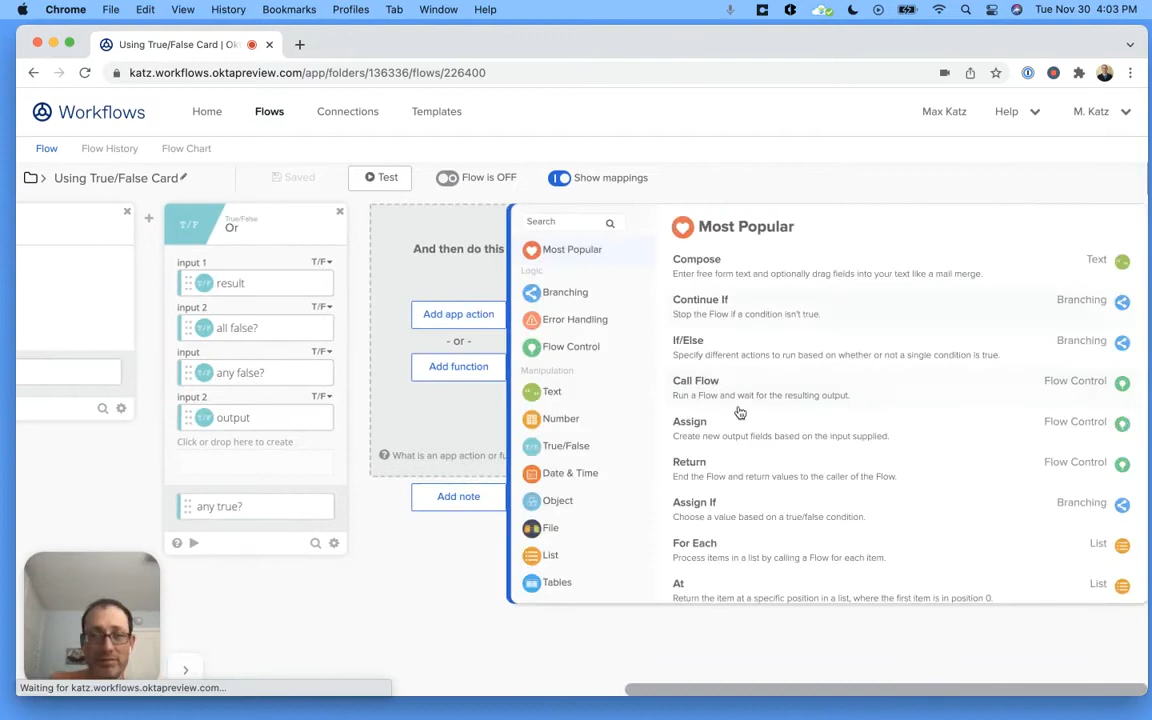 Chrome File Edit View History Bookmarks Profiles Tab Window Help Tue Nov 30 4:03 PM
Using True/False Card | Ok
katz.workflows.oktapreview.com/app/folders/136336/flows/226400
Workflows Home Flows Connections Templates Max Katz Help M. Katz
Flow Flow History Flow Chart
Using True/False Card Saved Test Flow is OFF Show mappings
True/False
Or
input 1 T/F
T/F result
input 2 T/F
T/F all false?
input T/F
T/F any false?
input 2 T/F
T/F output
Click or drop here to create
any true?
And then do this
Add app action
- or -
Add function
What is an app action or fu
Add note
Search
Most Popular
Logic
Branching
Error Handling
Flow Control
Manipulation
Text
Number
True/False
Date & Time
Object
File
List
Tables
Most Popular
Compose Text
Enter free form text and optionally drag fields into your text like a mail merge.
Continue If Branching
Stop the Flow if a condition isn't true.
If/Else Branching
Specify different actions to run based on whether or not a single condition is true.
Call Flow Flow Control
Run a Flow and wait for the resulting output.
Assign Flow Control
Create new output fields based on the input supplied.
Return Flow Control
End the Flow and return values to the caller of the Flow.
Assign If Branching
Choose a value based on a true/false condition.
For Each List
Process items in a list by calling a Flow for each item.
At List
Return the item at a specific position in a list, where the first item is in position 0.
Waiting for katz.workflows.oktapreview.com...